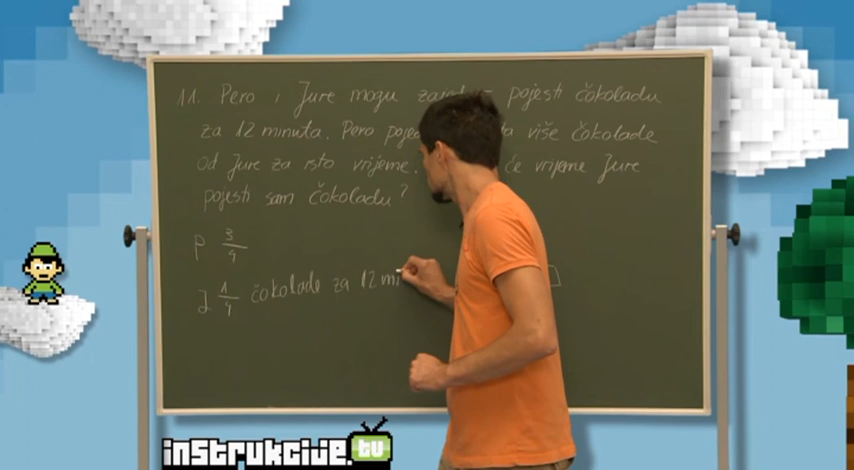 11. Pero i Jure mogu pojesti čokoladu
za 12 minuta. Pero više čokolade
od Jure za isto vrijeme. će vrijeme Jure
pojesti sam čokoladu?
P 3/4
J 1/4 čokolade za 12 mi
instrukcije.tv